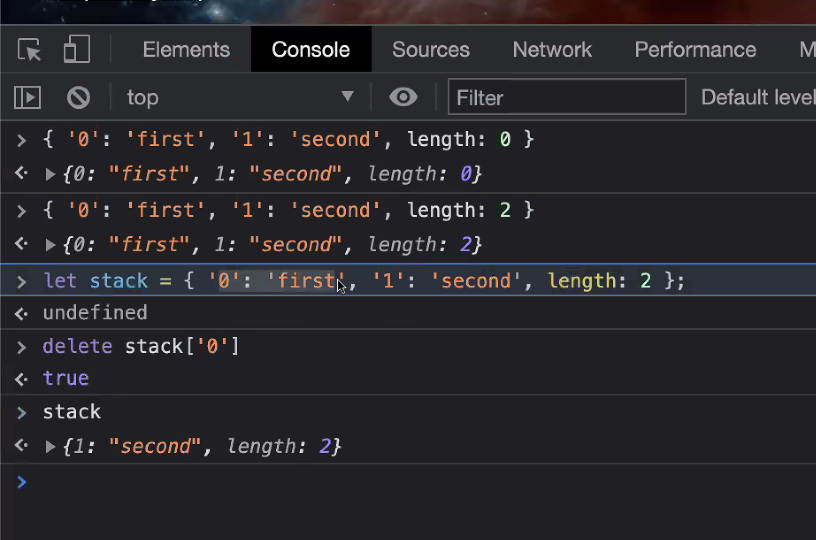 Elements Console Sources Network Performance M
top Filter Default level
> { '0': 'first', '1': 'second', length: 0 }
{0: "first", 1: "second", length: 0}
> { '0': 'first', '1': 'second', length: 2 }
{0: "first", 1: "second", length: 2}
> let stack = { '0': 'first', '1': 'second', length: 2 };
undefined
> delete stack['0']
true
> stack
{1: "second", length: 2}
>